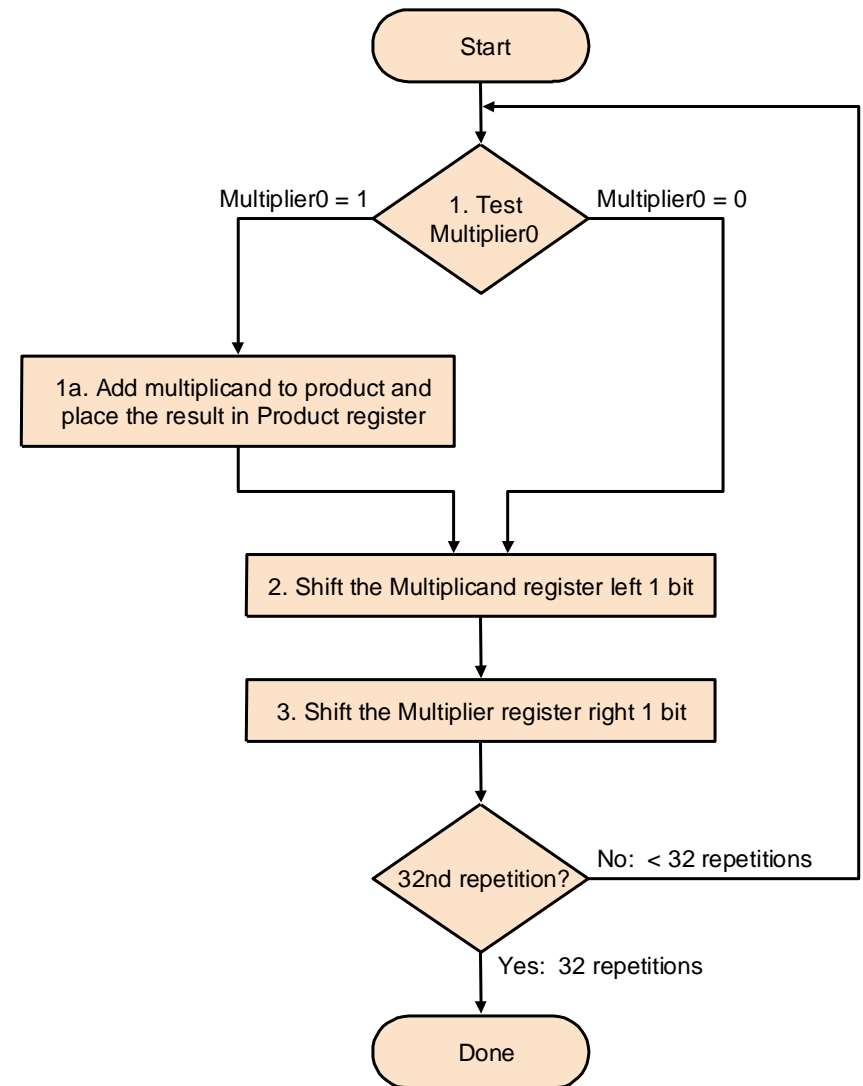 Start
1. Test
Multiplier0
Multiplier0 = 1
Multiplier0 = 0
1a. Add multiplicand to product and
place the result in Product register
2. Shift the Multiplicand register left 1 bit
3. Shift the Multiplier register right 1 bit
32nd repetition?
No: < 32 repetitions
Yes: 32 repetitions
Done